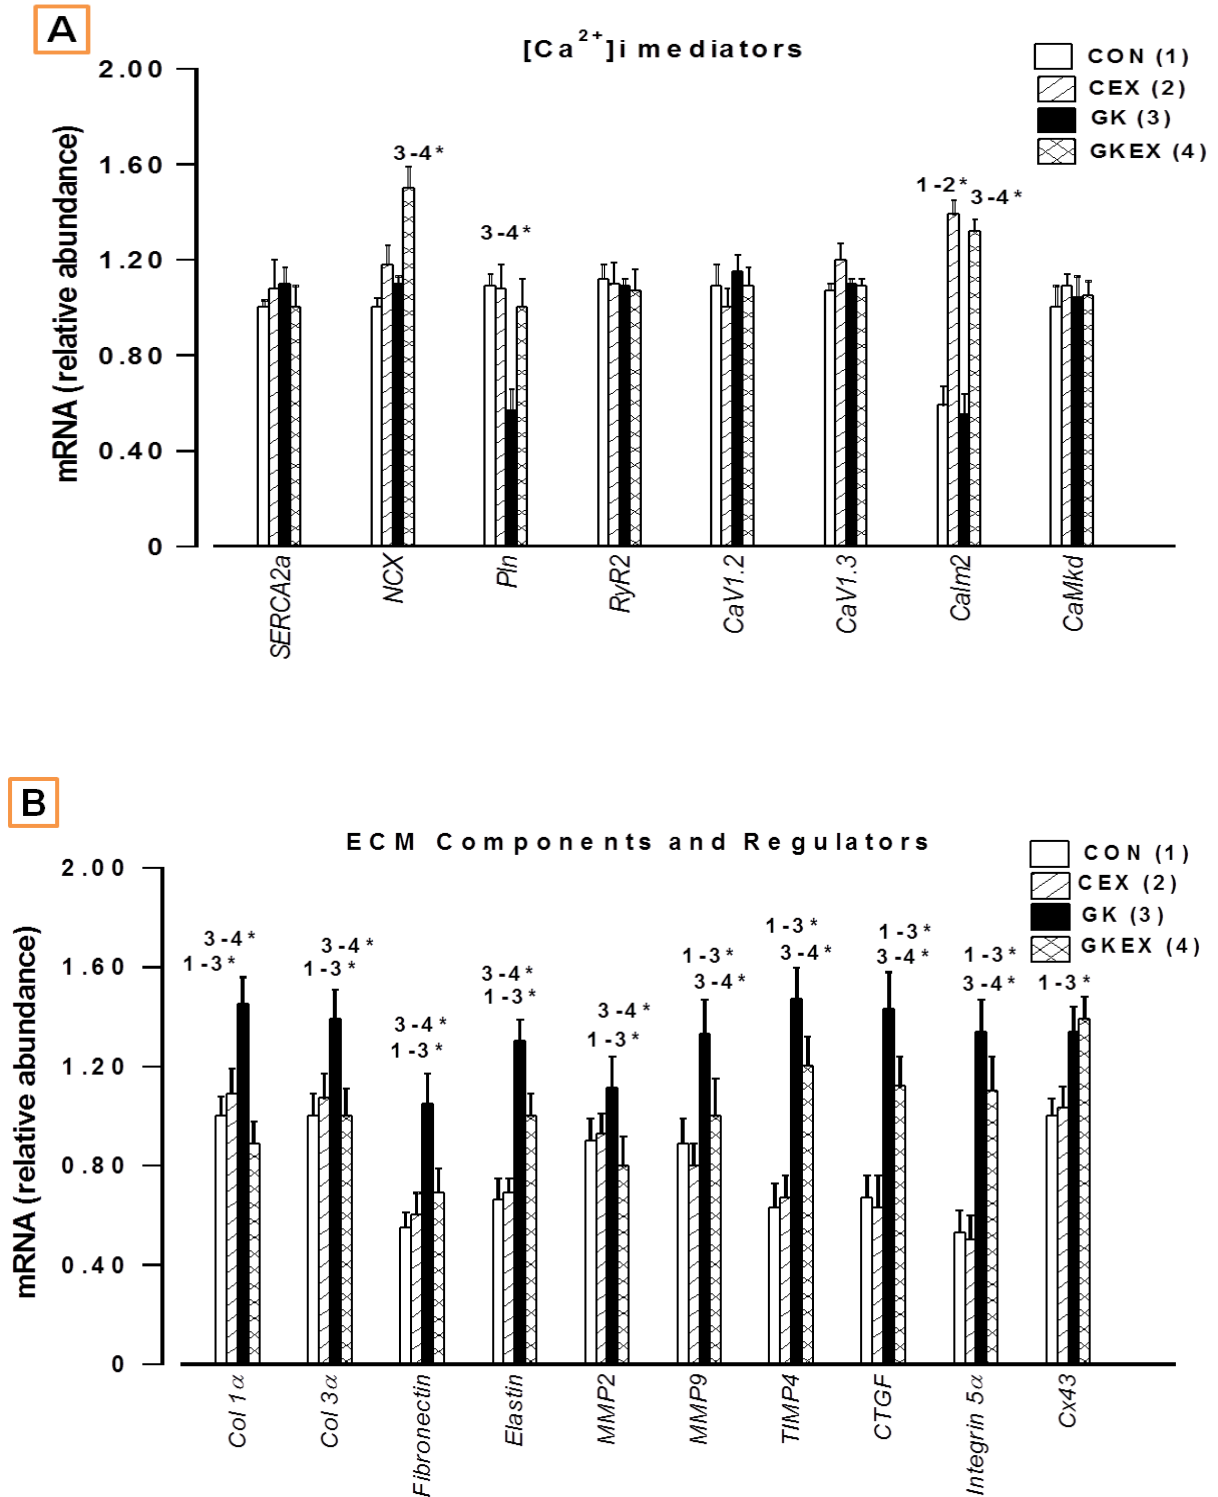 A
[Ca2+]i mediators
CON (1)
CEX (2)
GK (3)
GKEX (4)
mRNA (relative abundance)
2.00
1.60
1.20
0.80
0.40
0
3-4*
3-4*
1-2*
3-4*
SERCA2a
NCX
Pln
RyR2
CaV1.2
CaV1.3
Calm2
CaMkd
B
ECM Components and Regulators
CON (1)
CEX (2)
GK (3)
GKEX (4)
mRNA (relative abundance)
2.00
1.60
1.20
0.80
0.40
0
3-4*
1-3*
3-4*
1-3*
3-4*
1-3*
3-4*
1-3*
3-4*
1-3*
1-3*
3-4*
1-3*
3-4*
1-3*
3-4*
1-3*
3-4*
1-3*
Col 1α
Col 3α
Fibronectin
Elastin
MMP2
MMP9
TIMP4
CTGF
Integrin 5α
Cx43